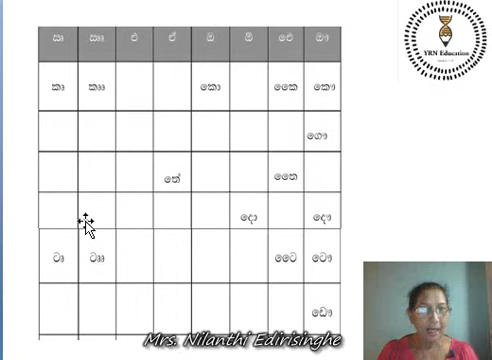 සෘ සෲ එ ඒ ඔ ඕ ඓ ඖ
කෘ කෲ කො කෛ කෞ
ගෞ
තේ තෛ
දො දෞ
ටෘ ටෲ ටෛ ටෞ
ඩෞ
YRN Education
Mrs. Nilanthi Edirisinghe